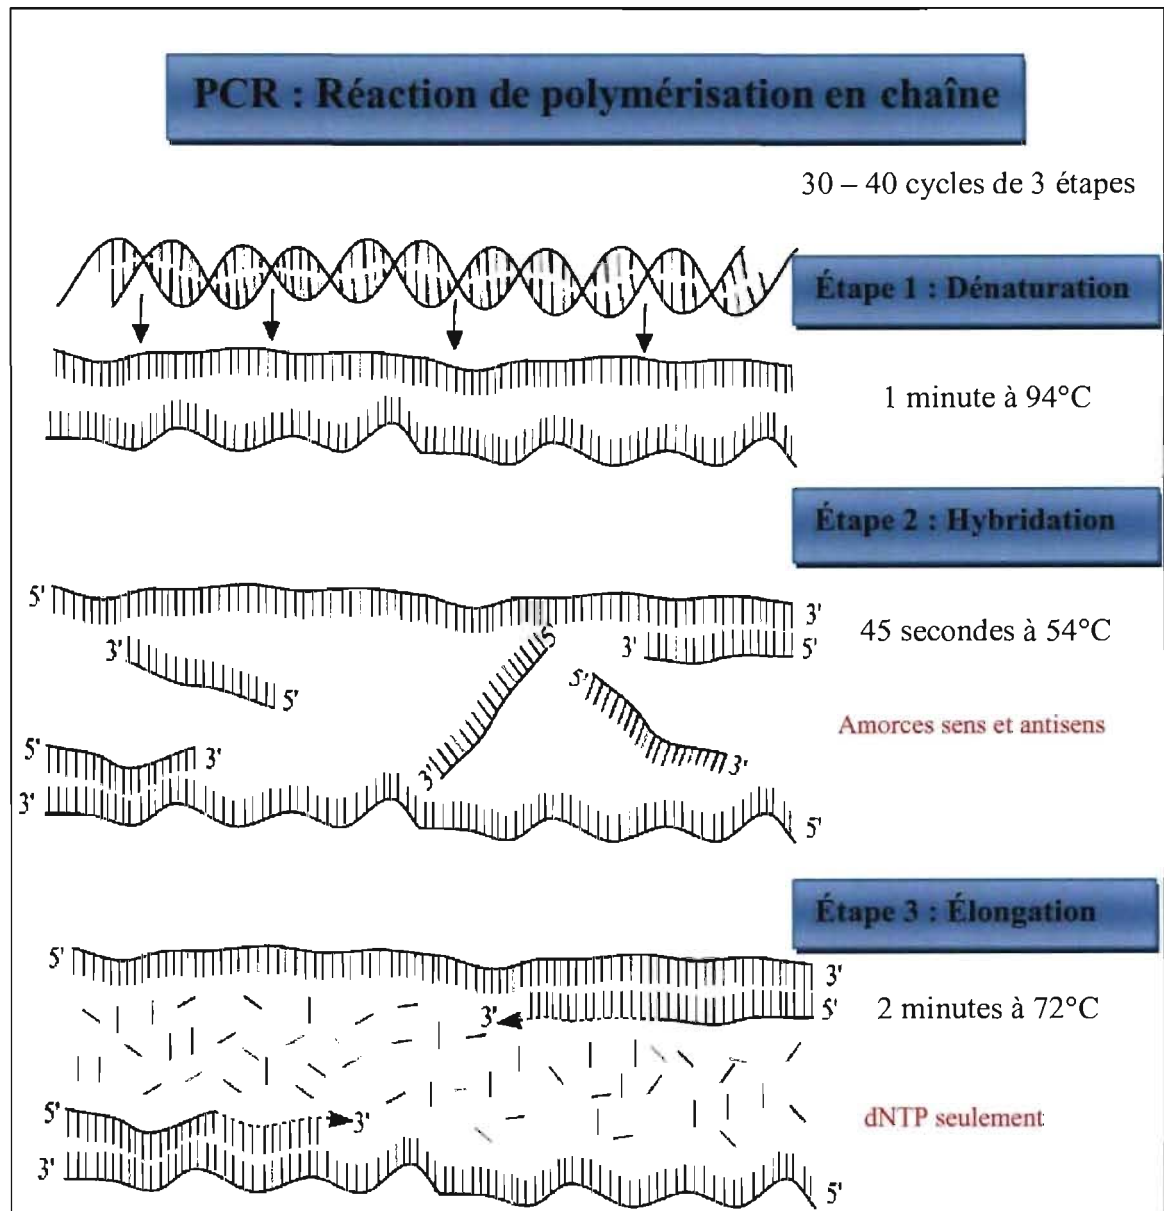 PCR : Réaction de polymérisation en chaîne
30 – 40 cycles de 3 étapes
Étape 1 : Dénaturation
1 minute à 94°C
Étape 2 : Hybridation
5'
3'
45 secondes à 54°C
3'
5'
5'
3'
5'
5'
Amorces sens et antisens
5'
3'
3'
3'
3'
5'
Étape 3 : Élongation
5'
3'
5'
2 minutes à 72°C
3'
5'
3'
dNTP seulement
3'
5'